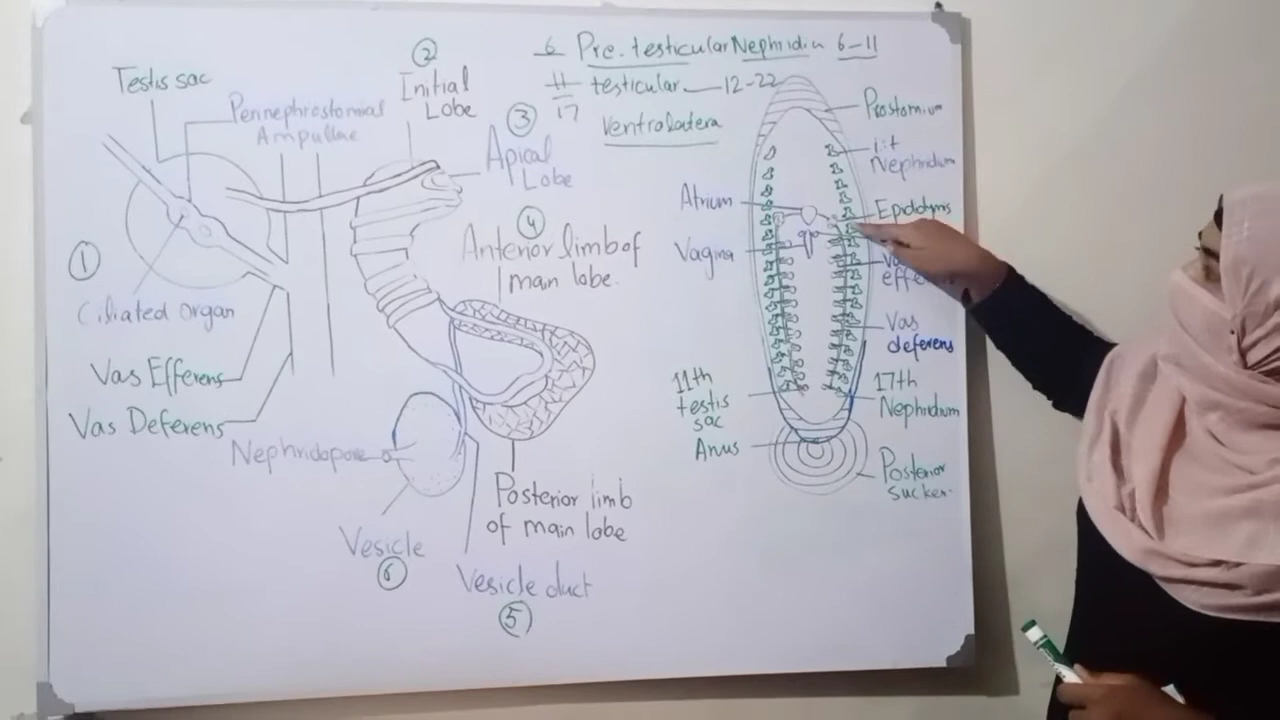 6 Pre.testicular Nephridia 6-11
11 testicular 12-22
17
Ventrolatera
Testis sac
Pennephrostomial
Ampullae
2
Initial
Lobe
3
Apical
Lobe
4
Anterior limb of
main lobe.
1
Ciliated organ
Vas Efferens
Vas Deferens
Nephridopore
Vesicle
6
Vesicle duct
5
Posterior limb
of main lobe
Prostomium
Nephridium
Atrium
Epididyms
Vagina
Vas
deferens
11th
testis
sac
17th
Nephridium
Anus
Posterior
sucker.